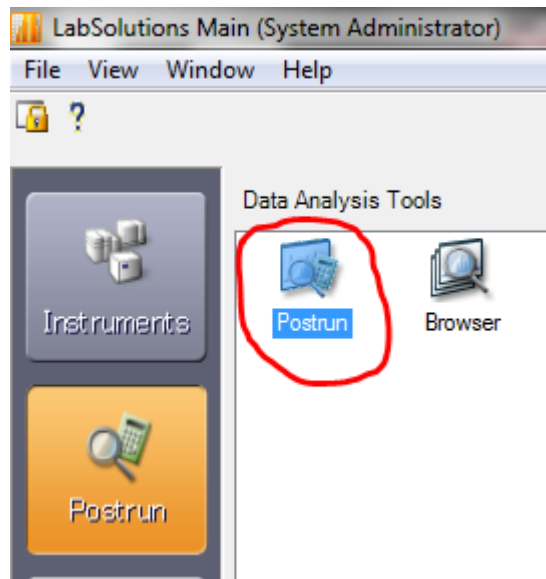 LabSolutions Main (System Administrator)
File View Window Help
?
Data Analysis Tools
Instruments
Postrun Browser
Postrun